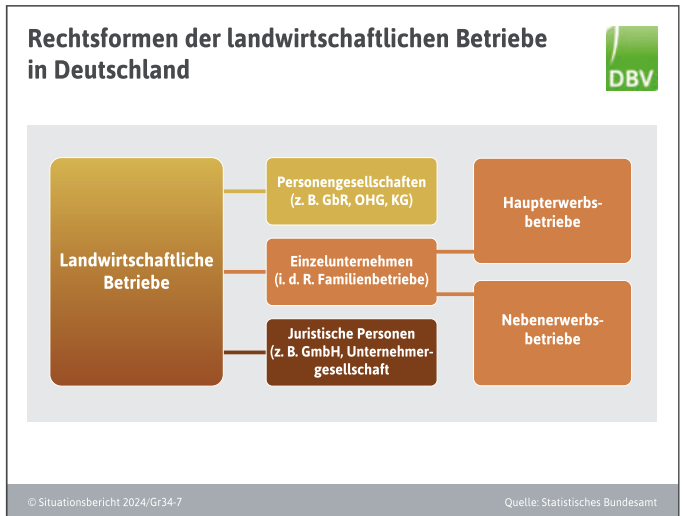 Rechtsformen der landwirtschaftlichen Betriebe
in Deutschland
DBV
Landwirtschaftliche
Betriebe
Personengesellschaften
(z. B. GbR, OHG, KG)
Einzelunternehmen
(i. d. R. Familienbetriebe)
Juristische Personen
(z. B. GmbH, Unternehmer-
gesellschaft
Haupterwerbs-
betriebe
Nebenerwerbs-
betriebe
© Situationsbericht 2024/Gr34-7
Quelle: Statistisches Bundesamt